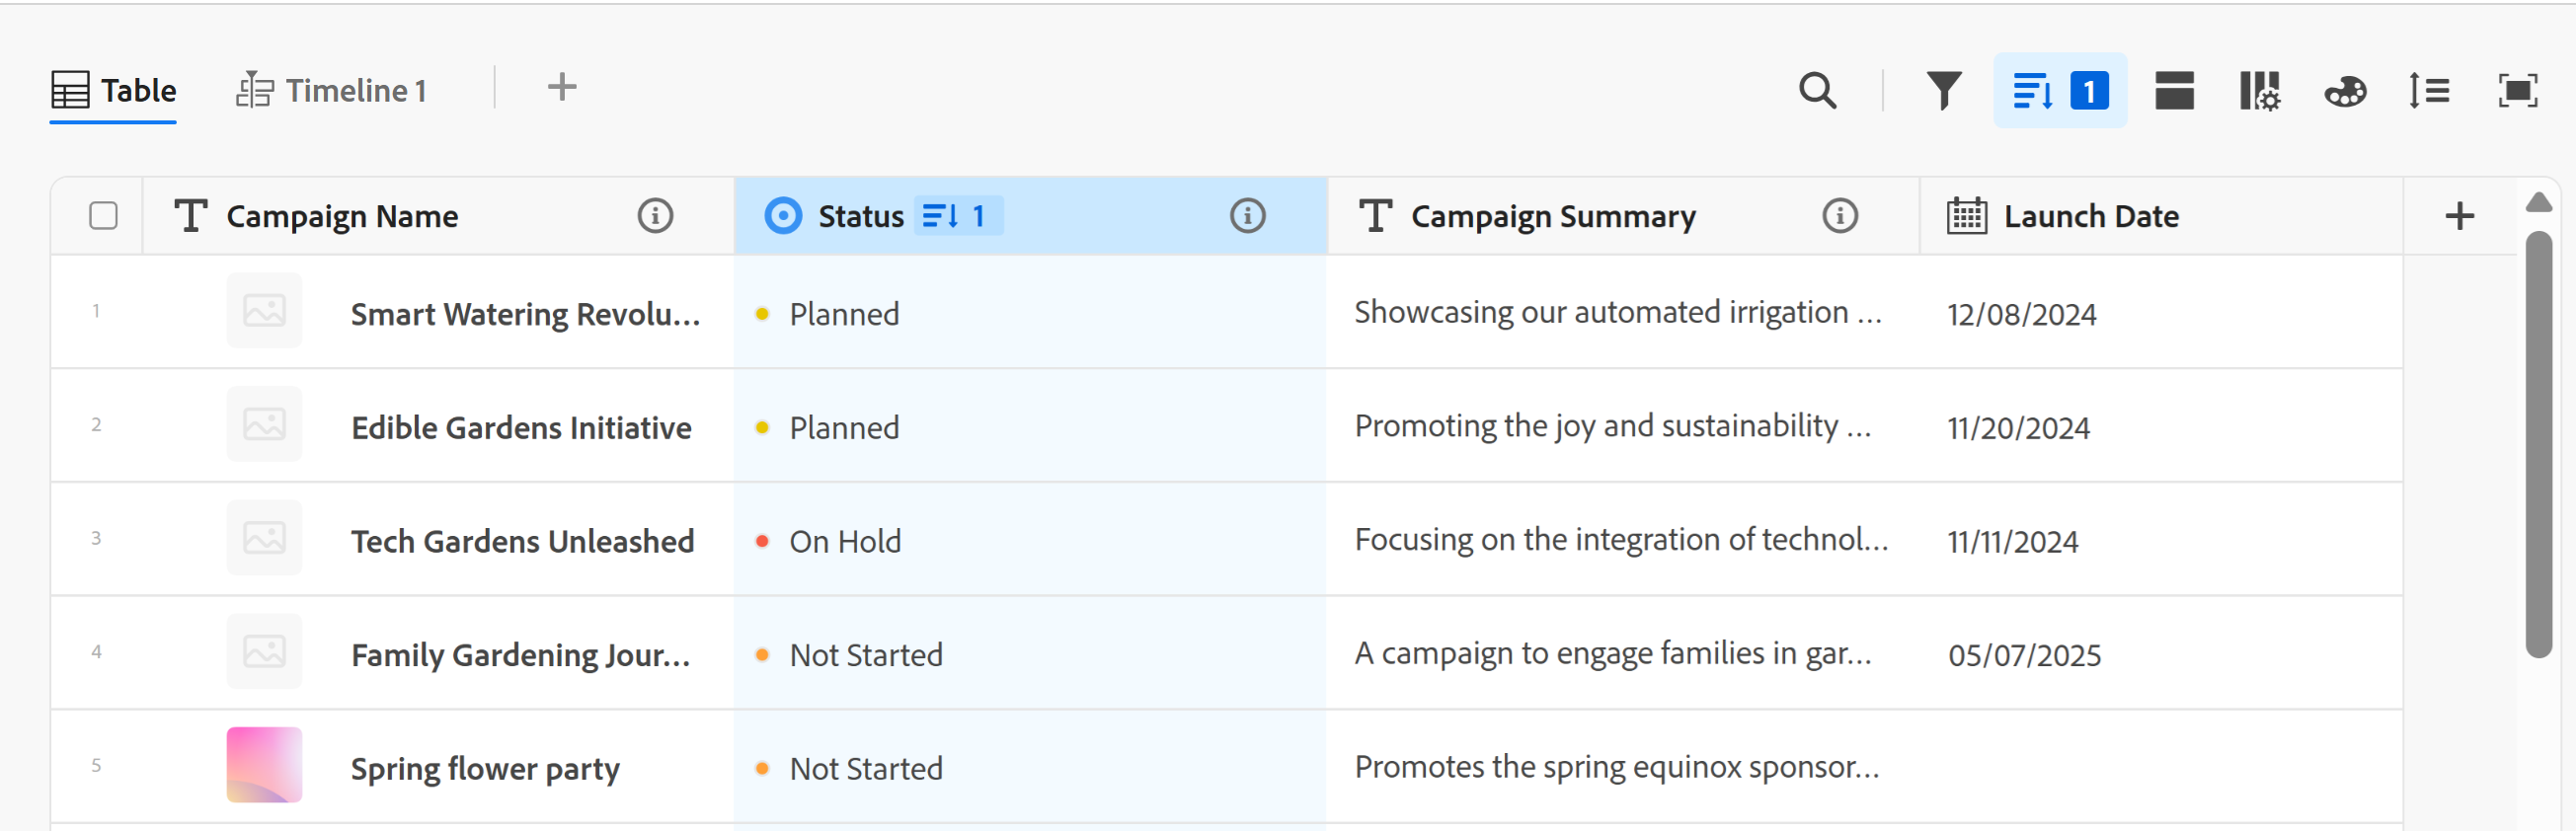 Table Timeline 1 1
Campaign Name Status 1 Campaign Summary Launch Date
1 Smart Watering Revolu... Planned Showcasing our automated irrigation ... 12/08/2024
2 Edible Gardens Initiative Planned Promoting the joy and sustainability ... 11/20/2024
3 Tech Gardens Unleashed On Hold Focusing on the integration of technol... 11/11/2024
4 Family Gardening Jour... Not Started A campaign to engage families in gar... 05/07/2025
5 Spring flower party Not Started Promotes the spring equinox sponsor...